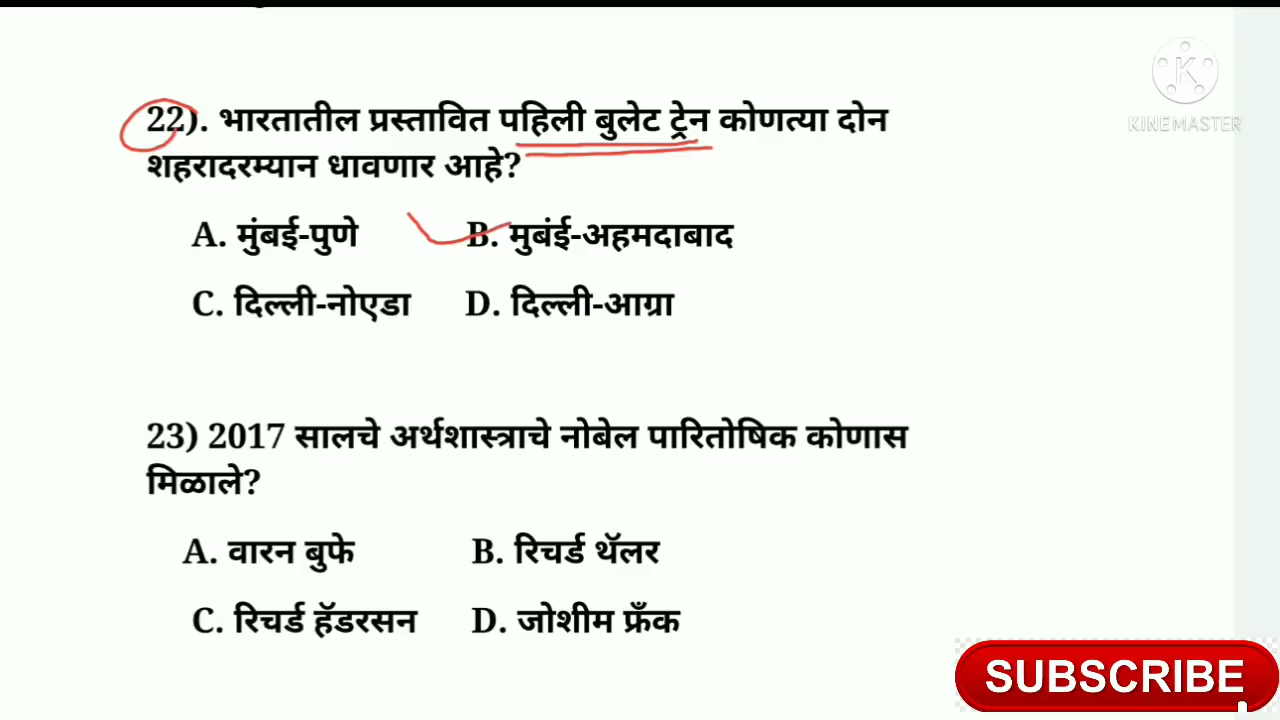 KINEMASTER
22). भारतातील प्रस्तावित पहिली बुलेट ट्रेन कोणत्या दोन
शहरादरम्यान धावणार आहे?
A. मुंबई-पुणे B. मुबंई-अहमदाबाद
C. दिल्ली-नोएडा D. दिल्ली-आग्रा
23) 2017 सालचे अर्थशास्त्राचे नोबेल पारितोषिक कोणास
मिळाले?
A. वारन बुफे B. रिचर्ड थॅलर
C. रिचर्ड हॅडरसन D. जोशीम फ्रँक
SUBSCRIBE